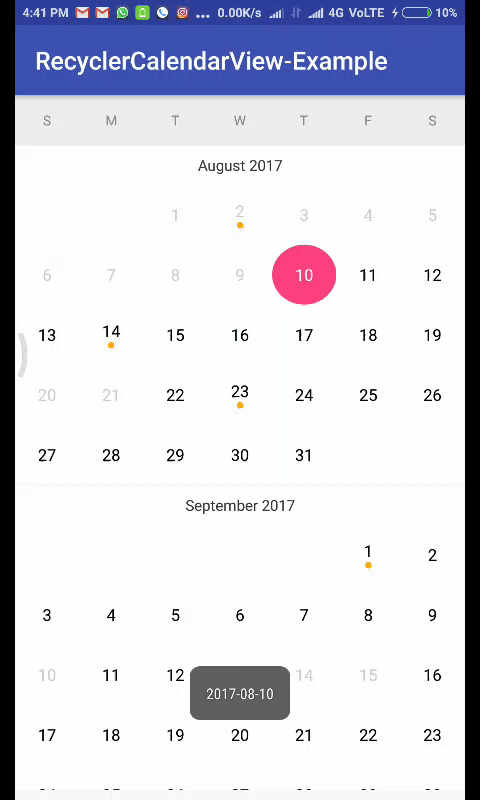 4:41 PM ... 0.00K/s 4G VoLTE 10%
RecyclerCalendarView-Example
S M T W T F S
August 2017
1 2 3 4 5
6 7 8 9 10 11 12
13 14 15 16 17 18 19
20 21 22 23 24 25 26
27 28 29 30 31
September 2017
1 2
3 4 5 6 7 8 9
10 11 12 14 15 16
2017-08-10
17 18 19 20 21 22 23